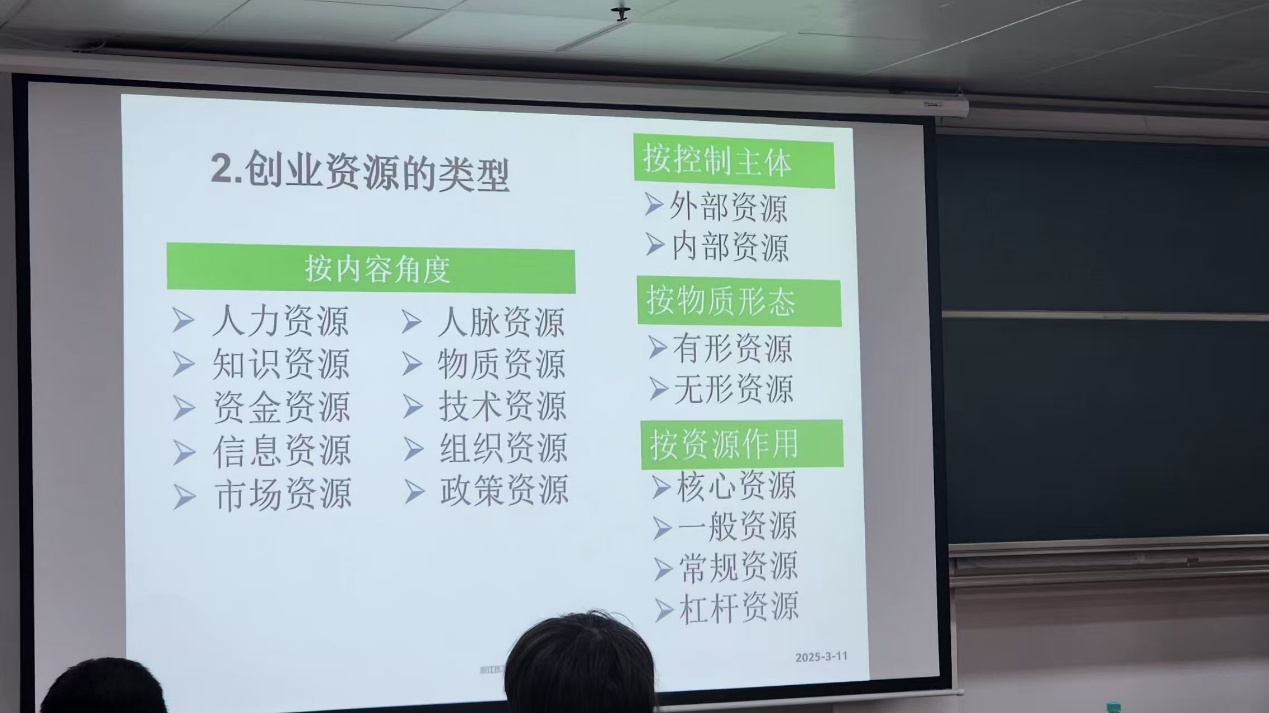 2.创业资源的类型
按内容角度
➢ 人力资源
➢ 人脉资源
➢ 知识资源
➢ 物质资源
➢ 资金资源
➢ 技术资源
➢ 信息资源
➢ 组织资源
➢ 市场资源
➢ 政策资源
按控制主体
➢外部资源
➢内部资源
按物质形态
➢有形资源
➢无形资源
按资源作用
➢核心资源
➢一般资源
➢常规资源
➢杠杆资源
2025-3-11